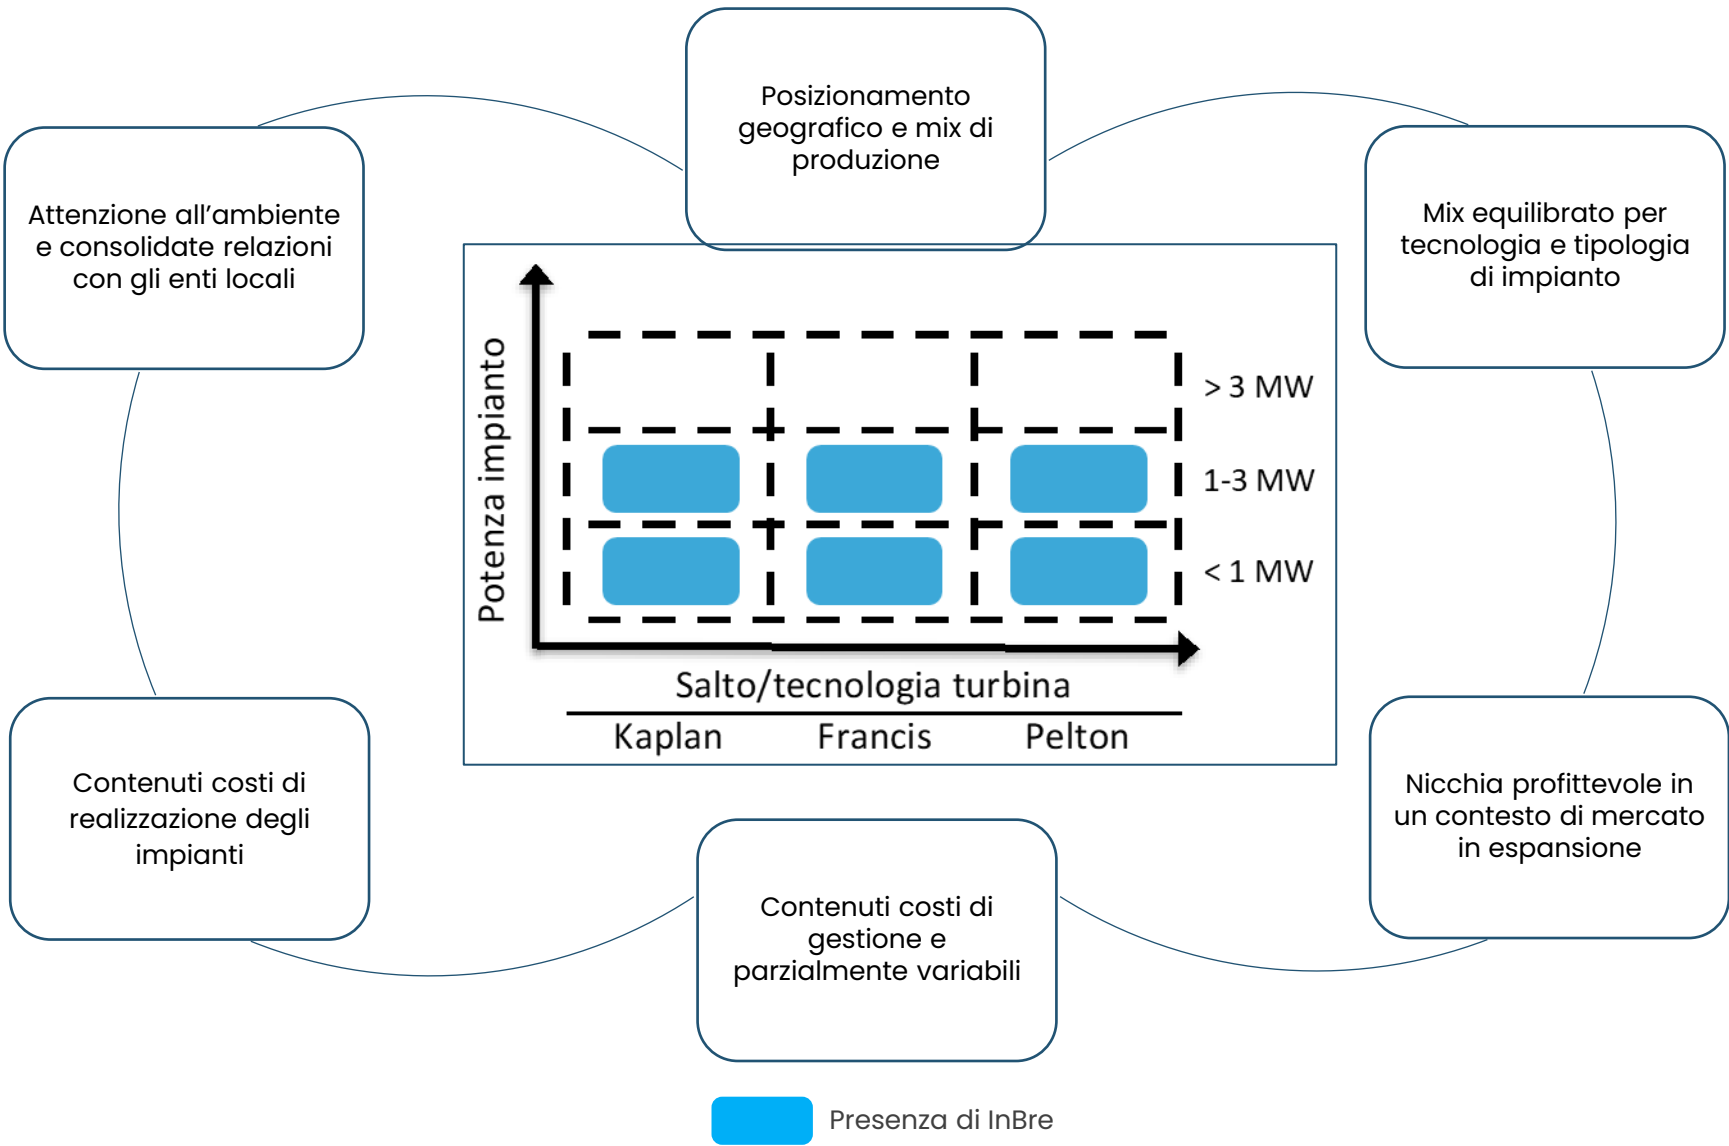 Posizionamento
geografico e mix di
produzione
Attenzione all’ambiente
e consolidate relazioni
con gli enti locali
Mix equilibrato per
tecnologia e tipologia
di impianto
Potenza impianto
> 3 MW
1-3 MW
< 1 MW
Salto/tecnologia turbina
Kaplan
Francis
Pelton
Contenuti costi di
realizzazione degli
impianti
Nicchia profittevole in
un contesto di mercato
in espansione
Contenuti costi di
gestione e
parzialmente variabili
Presenza di InBre